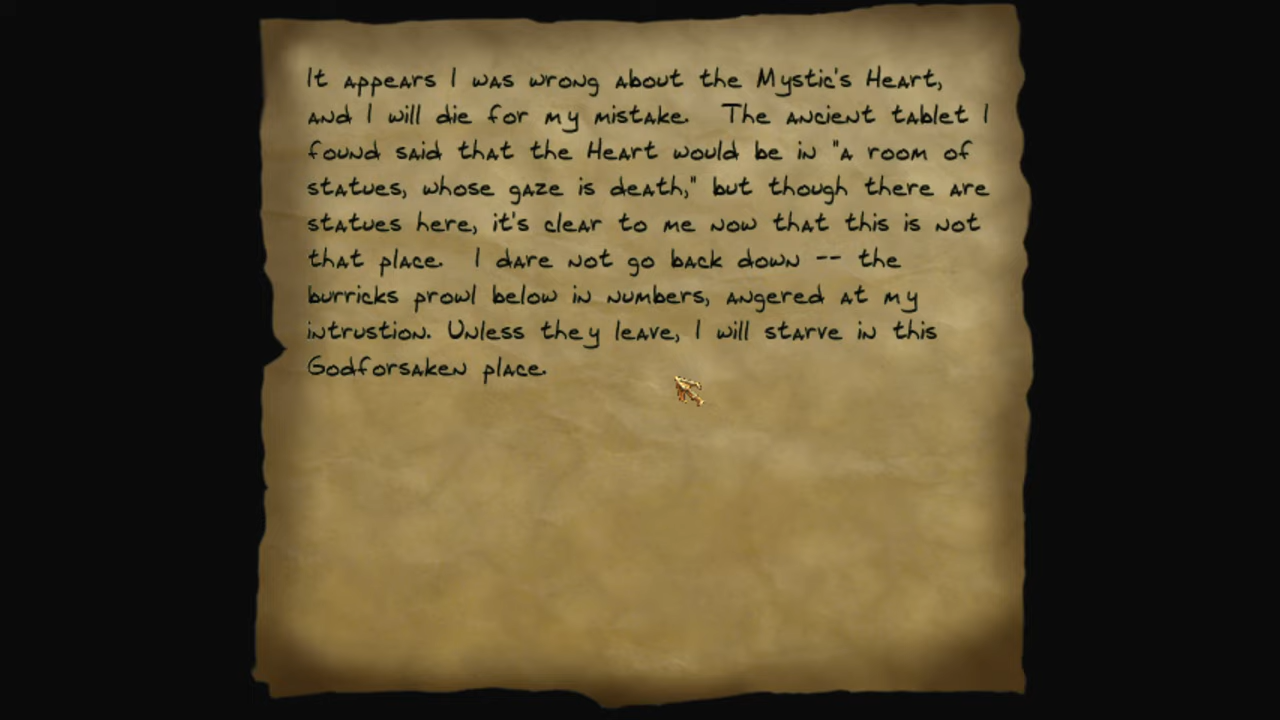 It appears I was wrong about the Mystic's Heart,
and I will die for my mistake.  The ancient tablet I
found said that the Heart would be in "a room of
statues, whose gaze is death," but though there are
statues here, it's clear to me now that this is not
that place.  I dare not go back down -- the
burricks prowl below in numbers, angered at my
intrustion. Unless they leave, I will starve in this
Godforsaken place.